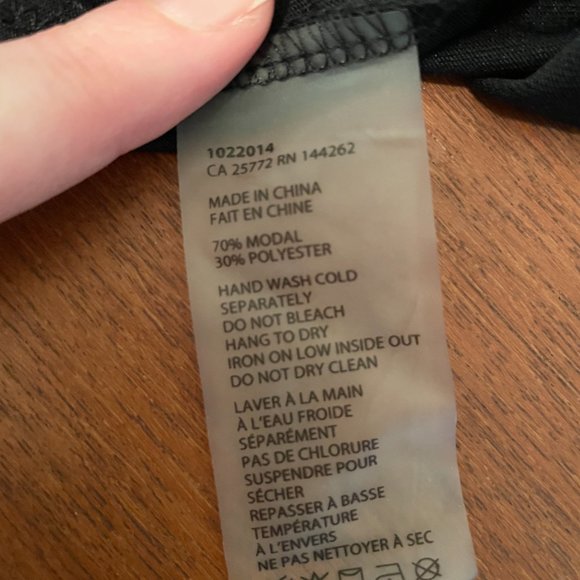 1022014
CA 25772 RN 144262
MADE IN CHINA
FAIT EN CHINE
70% MODAL
30% POLYESTER
HAND WASH COLD
SEPARATELY
DO NOT BLEACH
HANG TO DRY
IRON ON LOW INSIDE OUT
DO NOT DRY CLEAN
LAVER À LA MAIN
À L'EAU FROIDE
SÉPARÉMENT
PAS DE CHLORURE
SUSPENDRE POUR
SÉCHER
REPASSER À BASSE
TEMPÉRATURE
À L'ENVERS
NE PAS NETTOYER À SEC